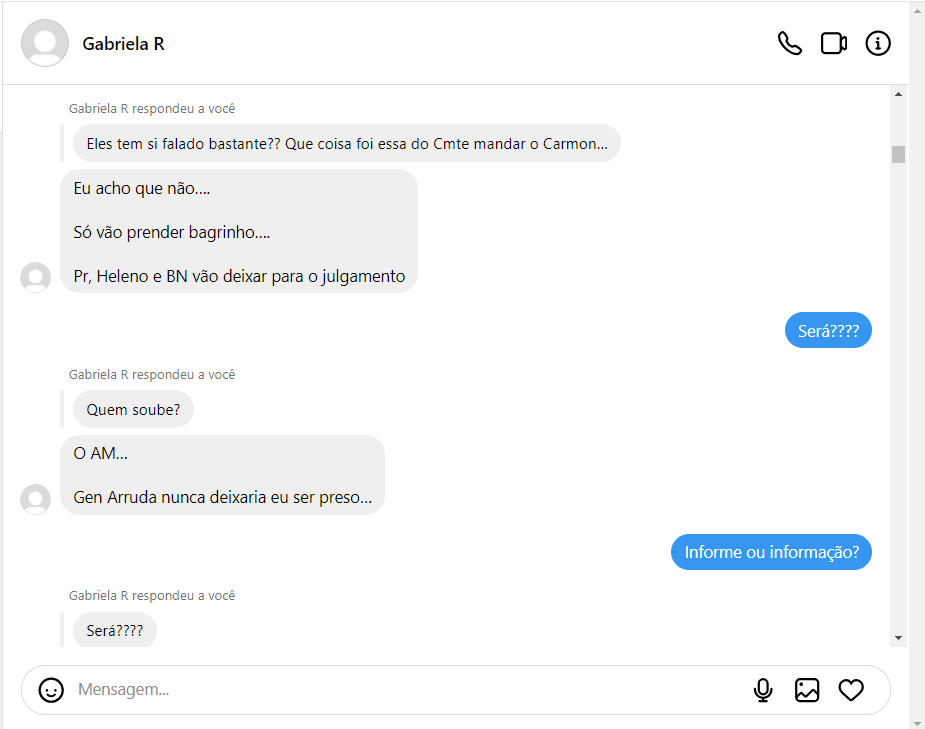 Gabriela R
Gabriela R respondeu a você
Eles tem si falado bastante?? Que coisa foi essa do Cmte mandar o Carmon...
Eu acho que não....
Só vão prender bagrinho....
Pr, Heleno e BN vão deixar para o julgamento
Será????
Gabriela R respondeu a você
Quem soube?
O AM...
Gen Arruda nunca deixaria eu ser preso...
Informe ou informação?
Gabriela R respondeu a você
Será????
Mensagem...